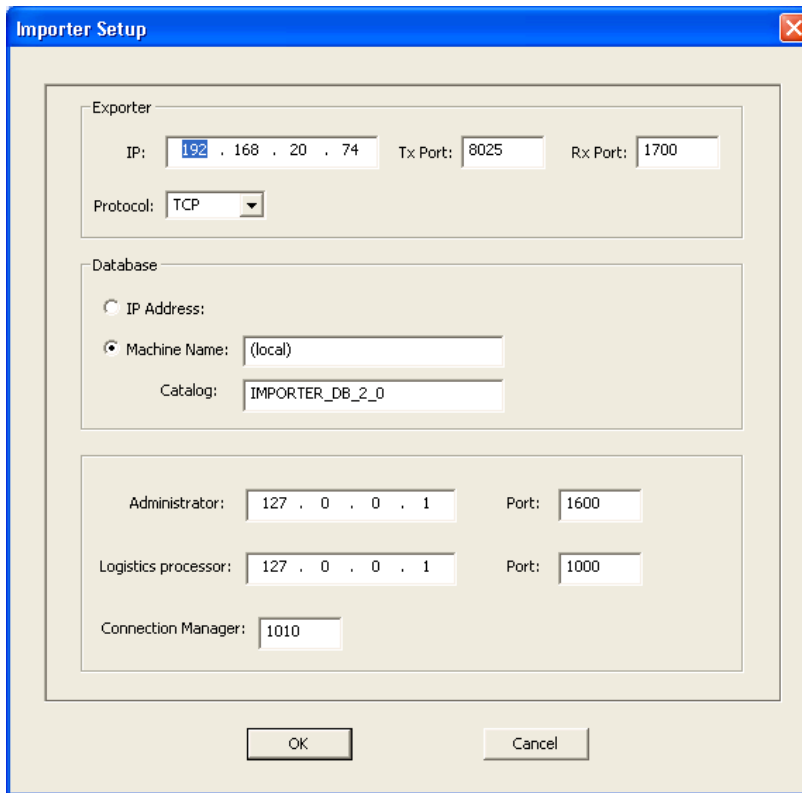 Importer Setup
Exporter
IP: 192 . 168 . 20 . 74 Tx Port: 8025 Rx Port: 1700
Protocol: TCP
Database
IP Address:
Machine Name: (local)
Catalog: IMPORTER_DB_2_0
Administrator: 127 . 0 . 0 . 1 Port: 1600
Logistics processor: 127 . 0 . 0 . 1 Port: 1000
Connection Manager: 1010
OK Cancel